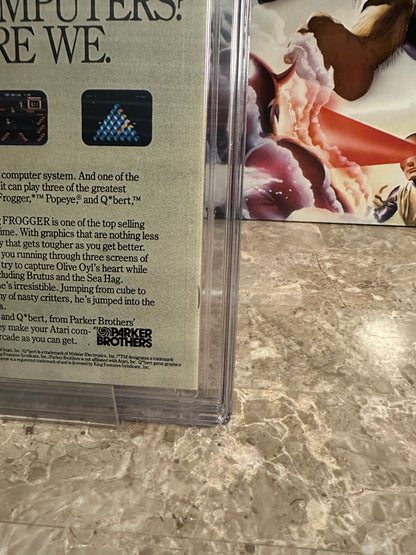 MPUTERS?
RE WE.
computer system. And one of the
it can play three of the greatest
Frogger,*™ Popeye,® and Q*bert,™
FROGGER is one of the top selling
time. With graphics that are nothing less
y that gets tougher as you get better.
you running through three screens of
try to capture Olive Oyl's heart while
cluding Brutus and the Sea Hag.
he's irresistible. Jumping from cube to
ny of nasty critters, he's jumped into the
s.
and Q*bert, from Parker Brothers'
ey make your Atari com-
rcade as you can get.
PARKER
BROTHERS